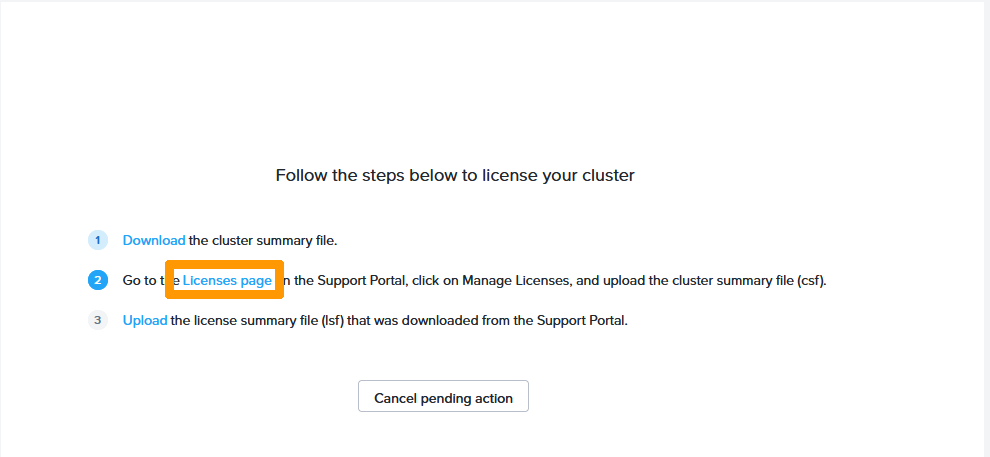 Follow the steps below to license your cluster
1 Download the cluster summary file.
2 Go to the Licenses page in the Support Portal, click on Manage Licenses, and upload the cluster summary file (csf).
3 Upload the license summary file (lsf) that was downloaded from the Support Portal.
Cancel pending action